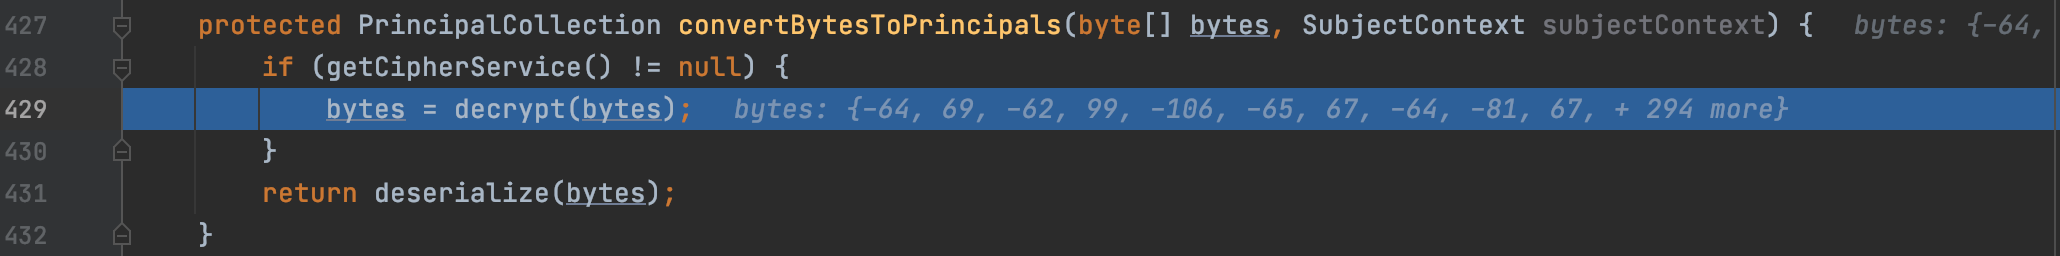 427 protected PrincipalCollection convertBytesToPrincipals(byte[] bytes, SubjectContext subjectContext) { bytes: {-64,
428 if (getCipherService() != null) {
429 bytes = decrypt(bytes); bytes: {-64, 69, -62, 99, -106, -65, 67, -64, -81, 67, + 294 more}
430 }
431 return deserialize(bytes);
432 }